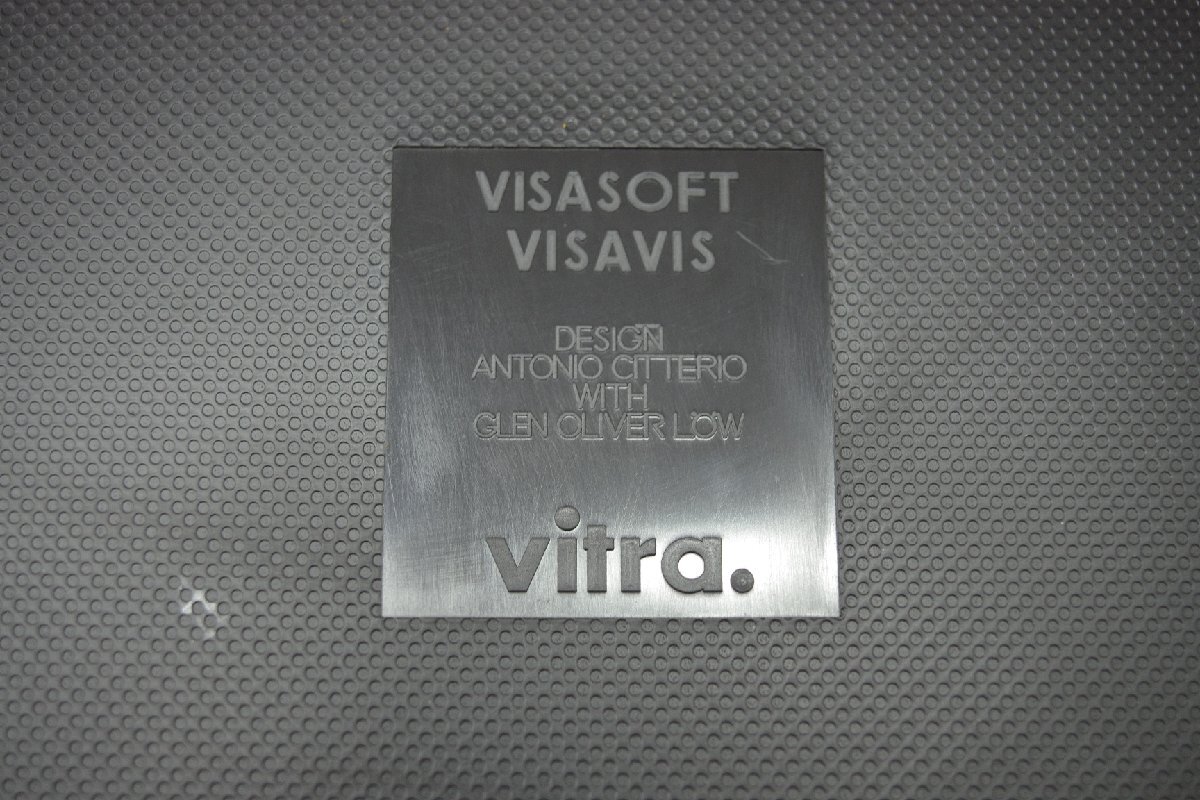 VISASOFT
VISAVIS
DESIGN
ANTONIO CITTERIO
WITH
GLEN OLIVER LÖW
vitra.